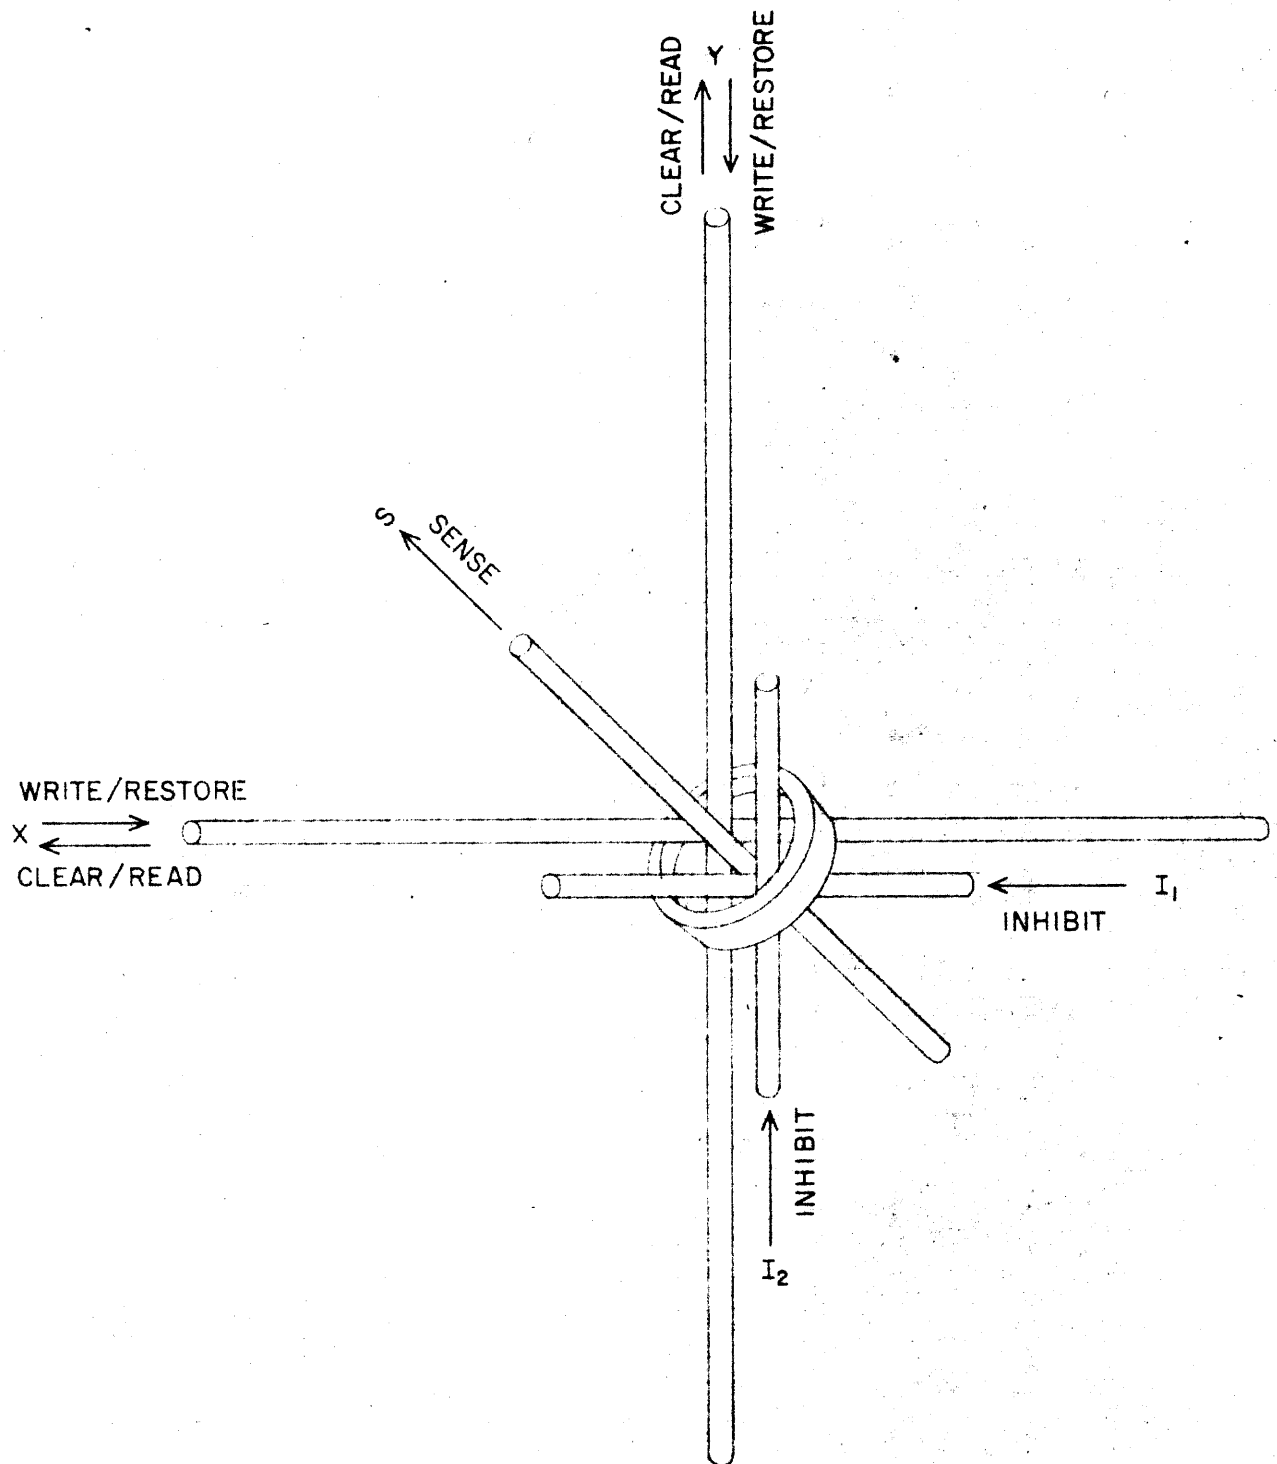 CLEAR/READ
Y
WRITE/RESTORE
S
SENSE
WRITE/RESTORE
X
CLEAR/READ
I₁
INHIBIT
INHIBIT
I₂